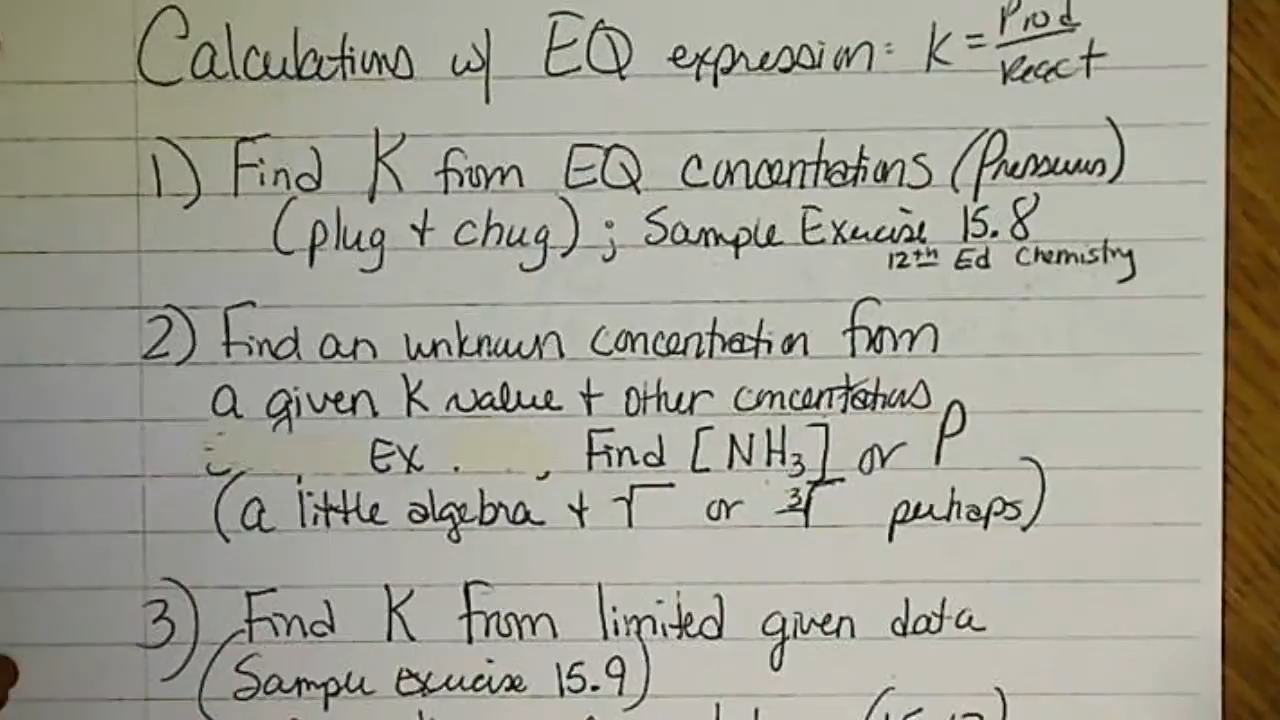 Calculations w/ EQ expression: K = Prod / React
1) Find K from EQ concentrations (Pressures)
(plug + chug) ; Sample Exercise 15.8
12th Ed Chemistry
2) Find an unknown concentration from
a given K value + other concentrations
Ex. , Find [NH₃] or P
(a little algebra + √ or ∛ perhaps)
3) Find K from limited given data
(Sample exercise 15.9)